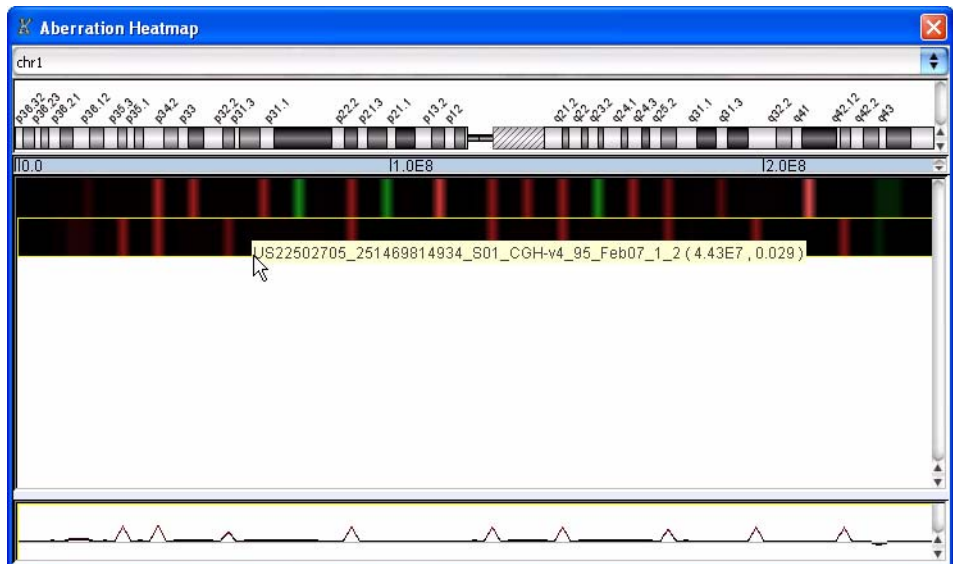 Aberration Heatmap
chr1
p36.32 p36.23 p36.21 p36.12 p35.3 p35.1 p34.2 p33 p32.2 p31.3 p31.1 p22.2 p21.3 p21.1 p13.2 p12 q21.2 q22 q23.2 q24.1 q24.3 q25.2 q31.1 q31.3 q32.2 q41 q42.12 q42.2 q43
0.0 1.0E8 2.0E8
US22502705_251469814934_S01_CGH-v4_95_Feb07_1_2 ( 4.43E7 , 0.029 )